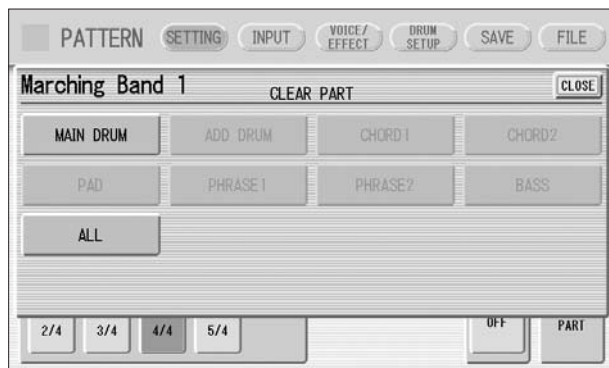 PATTERN SETTING INPUT VOICE/ EFFECT DRUM SETUP SAVE FILE
Marching Band 1 CLEAR PART CLOSE
MAIN DRUM ADD DRUM CHORD1 CHORD2
PAD PHRASE1 PHRASE2 BASS
ALL
2/4 3/4 4/4 5/4 OFF PART